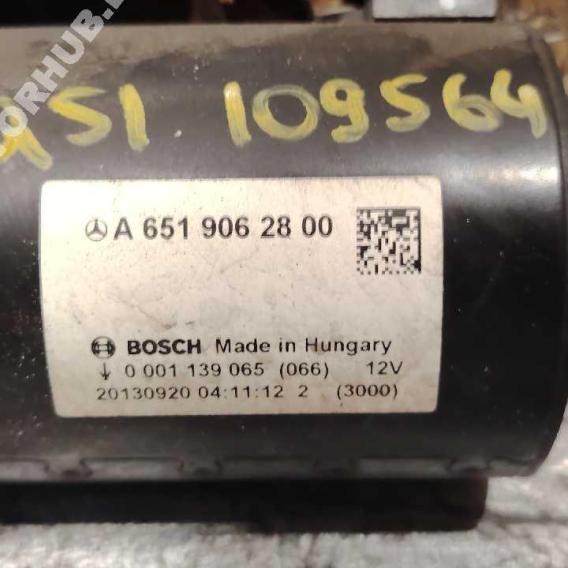 651 109564
A 651 906 28 00
BOSCH Made in Hungary
0 001 139 065 (066) 12V
20130920 04:11:12 2 (3000)